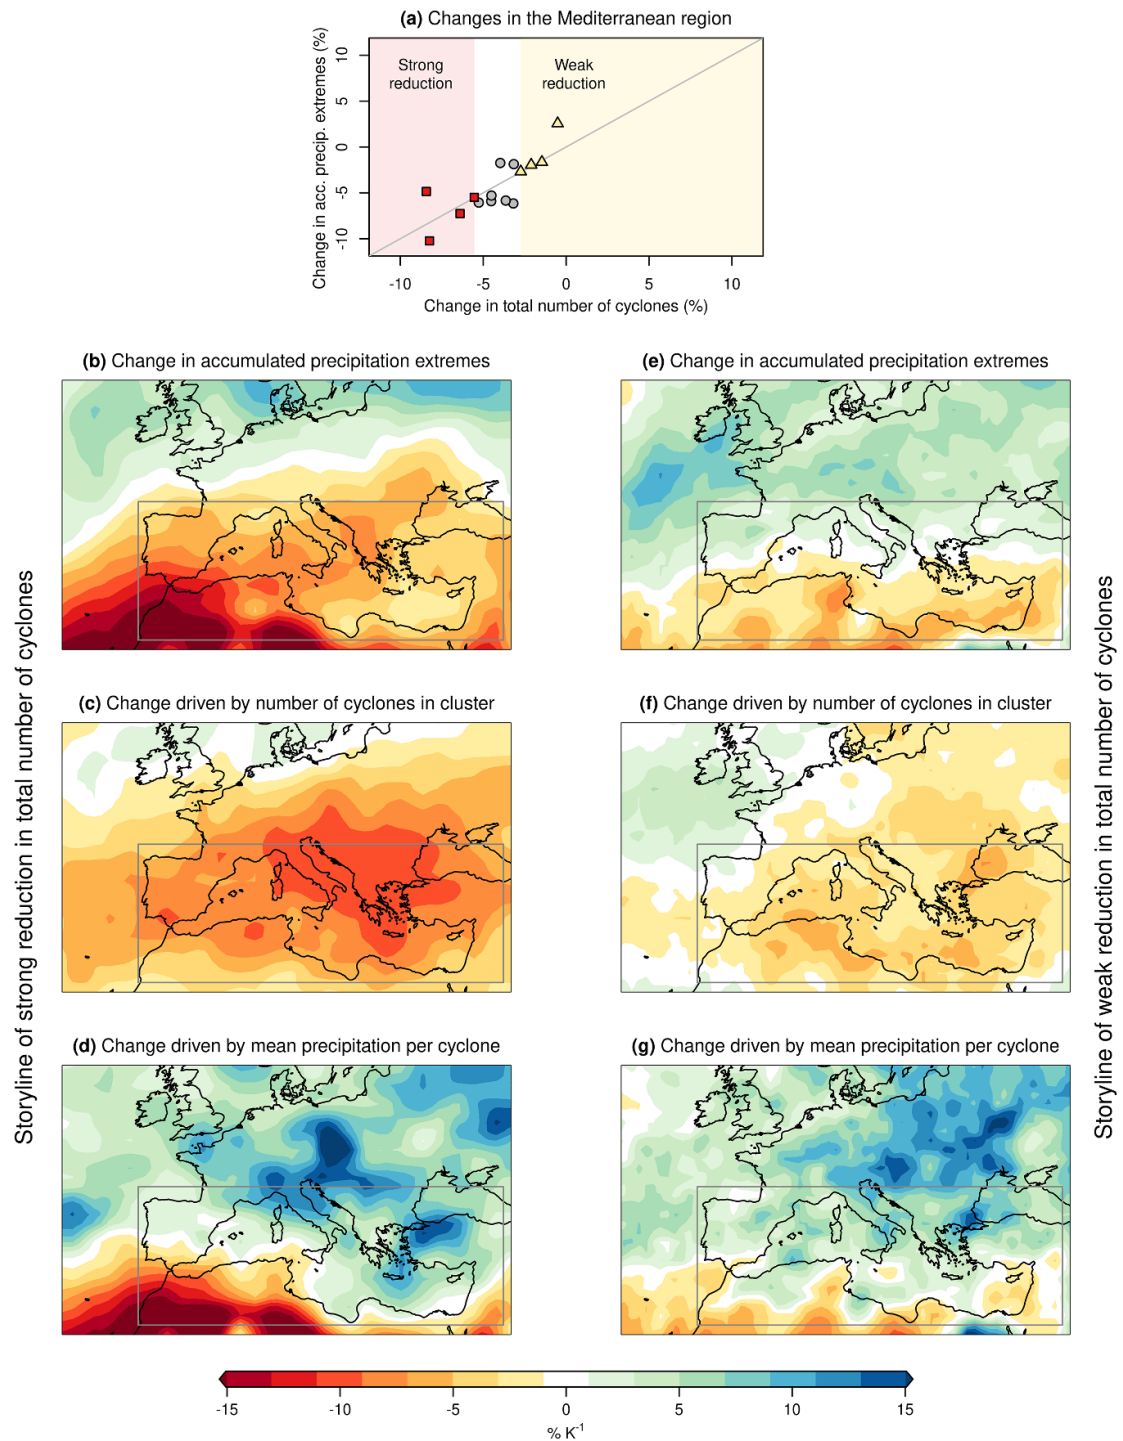 (a) Changes in the Mediterranean region
Change in acc. precip. extremes (%)
10
5
0
-5
-10
Strong
reduction
Weak
reduction
-10 -5 0 5 10
Change in total number of cyclones (%)
Storyline of strong reduction in total number of cyclones
(b) Change in accumulated precipitation extremes
(c) Change driven by number of cyclones in cluster
(d) Change driven by mean precipitation per cyclone
(e) Change in accumulated precipitation extremes
(f) Change driven by number of cyclones in cluster
(g) Change driven by mean precipitation per cyclone
Storyline of weak reduction in total number of cyclones
-15 -10 -5 0 5 10 15
% K⁻¹